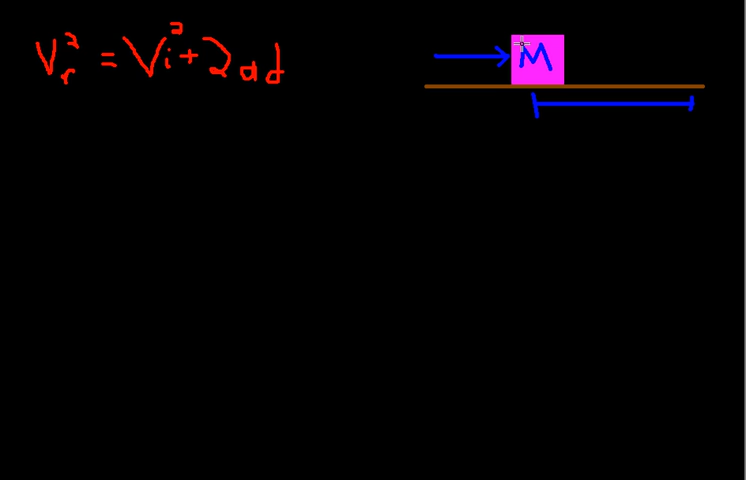 Vf² = Vi² + 2ad
M